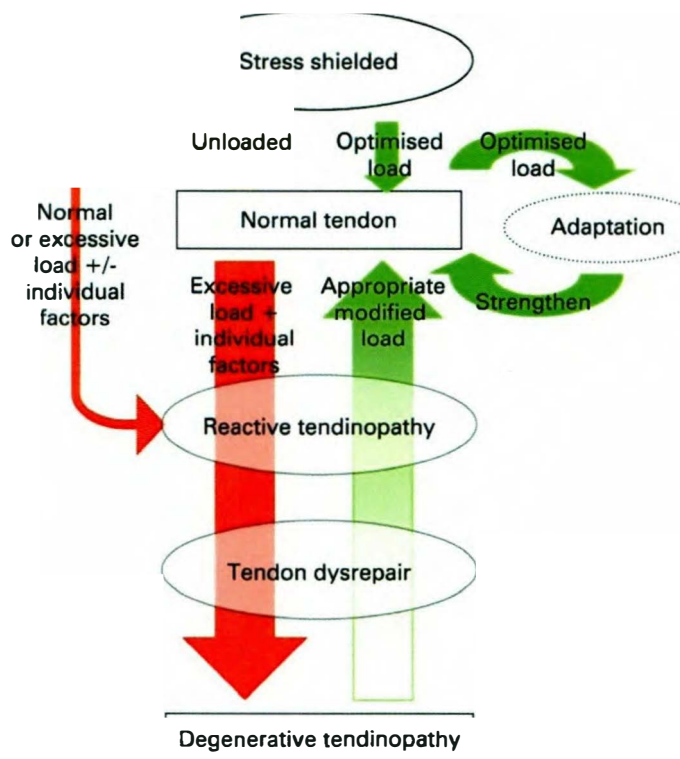 Stress shielded
Unloaded
Optimised
load
Optimised
load
Normal
or excessive
load +/-
individual
factors
Normal tendon
Adaptation
Excessive
load +
individual
factors
Appropriate
modified
load
Strengthen
Reactive tendinopathy
Tendon dysrepair
Degenerative tendinopathy